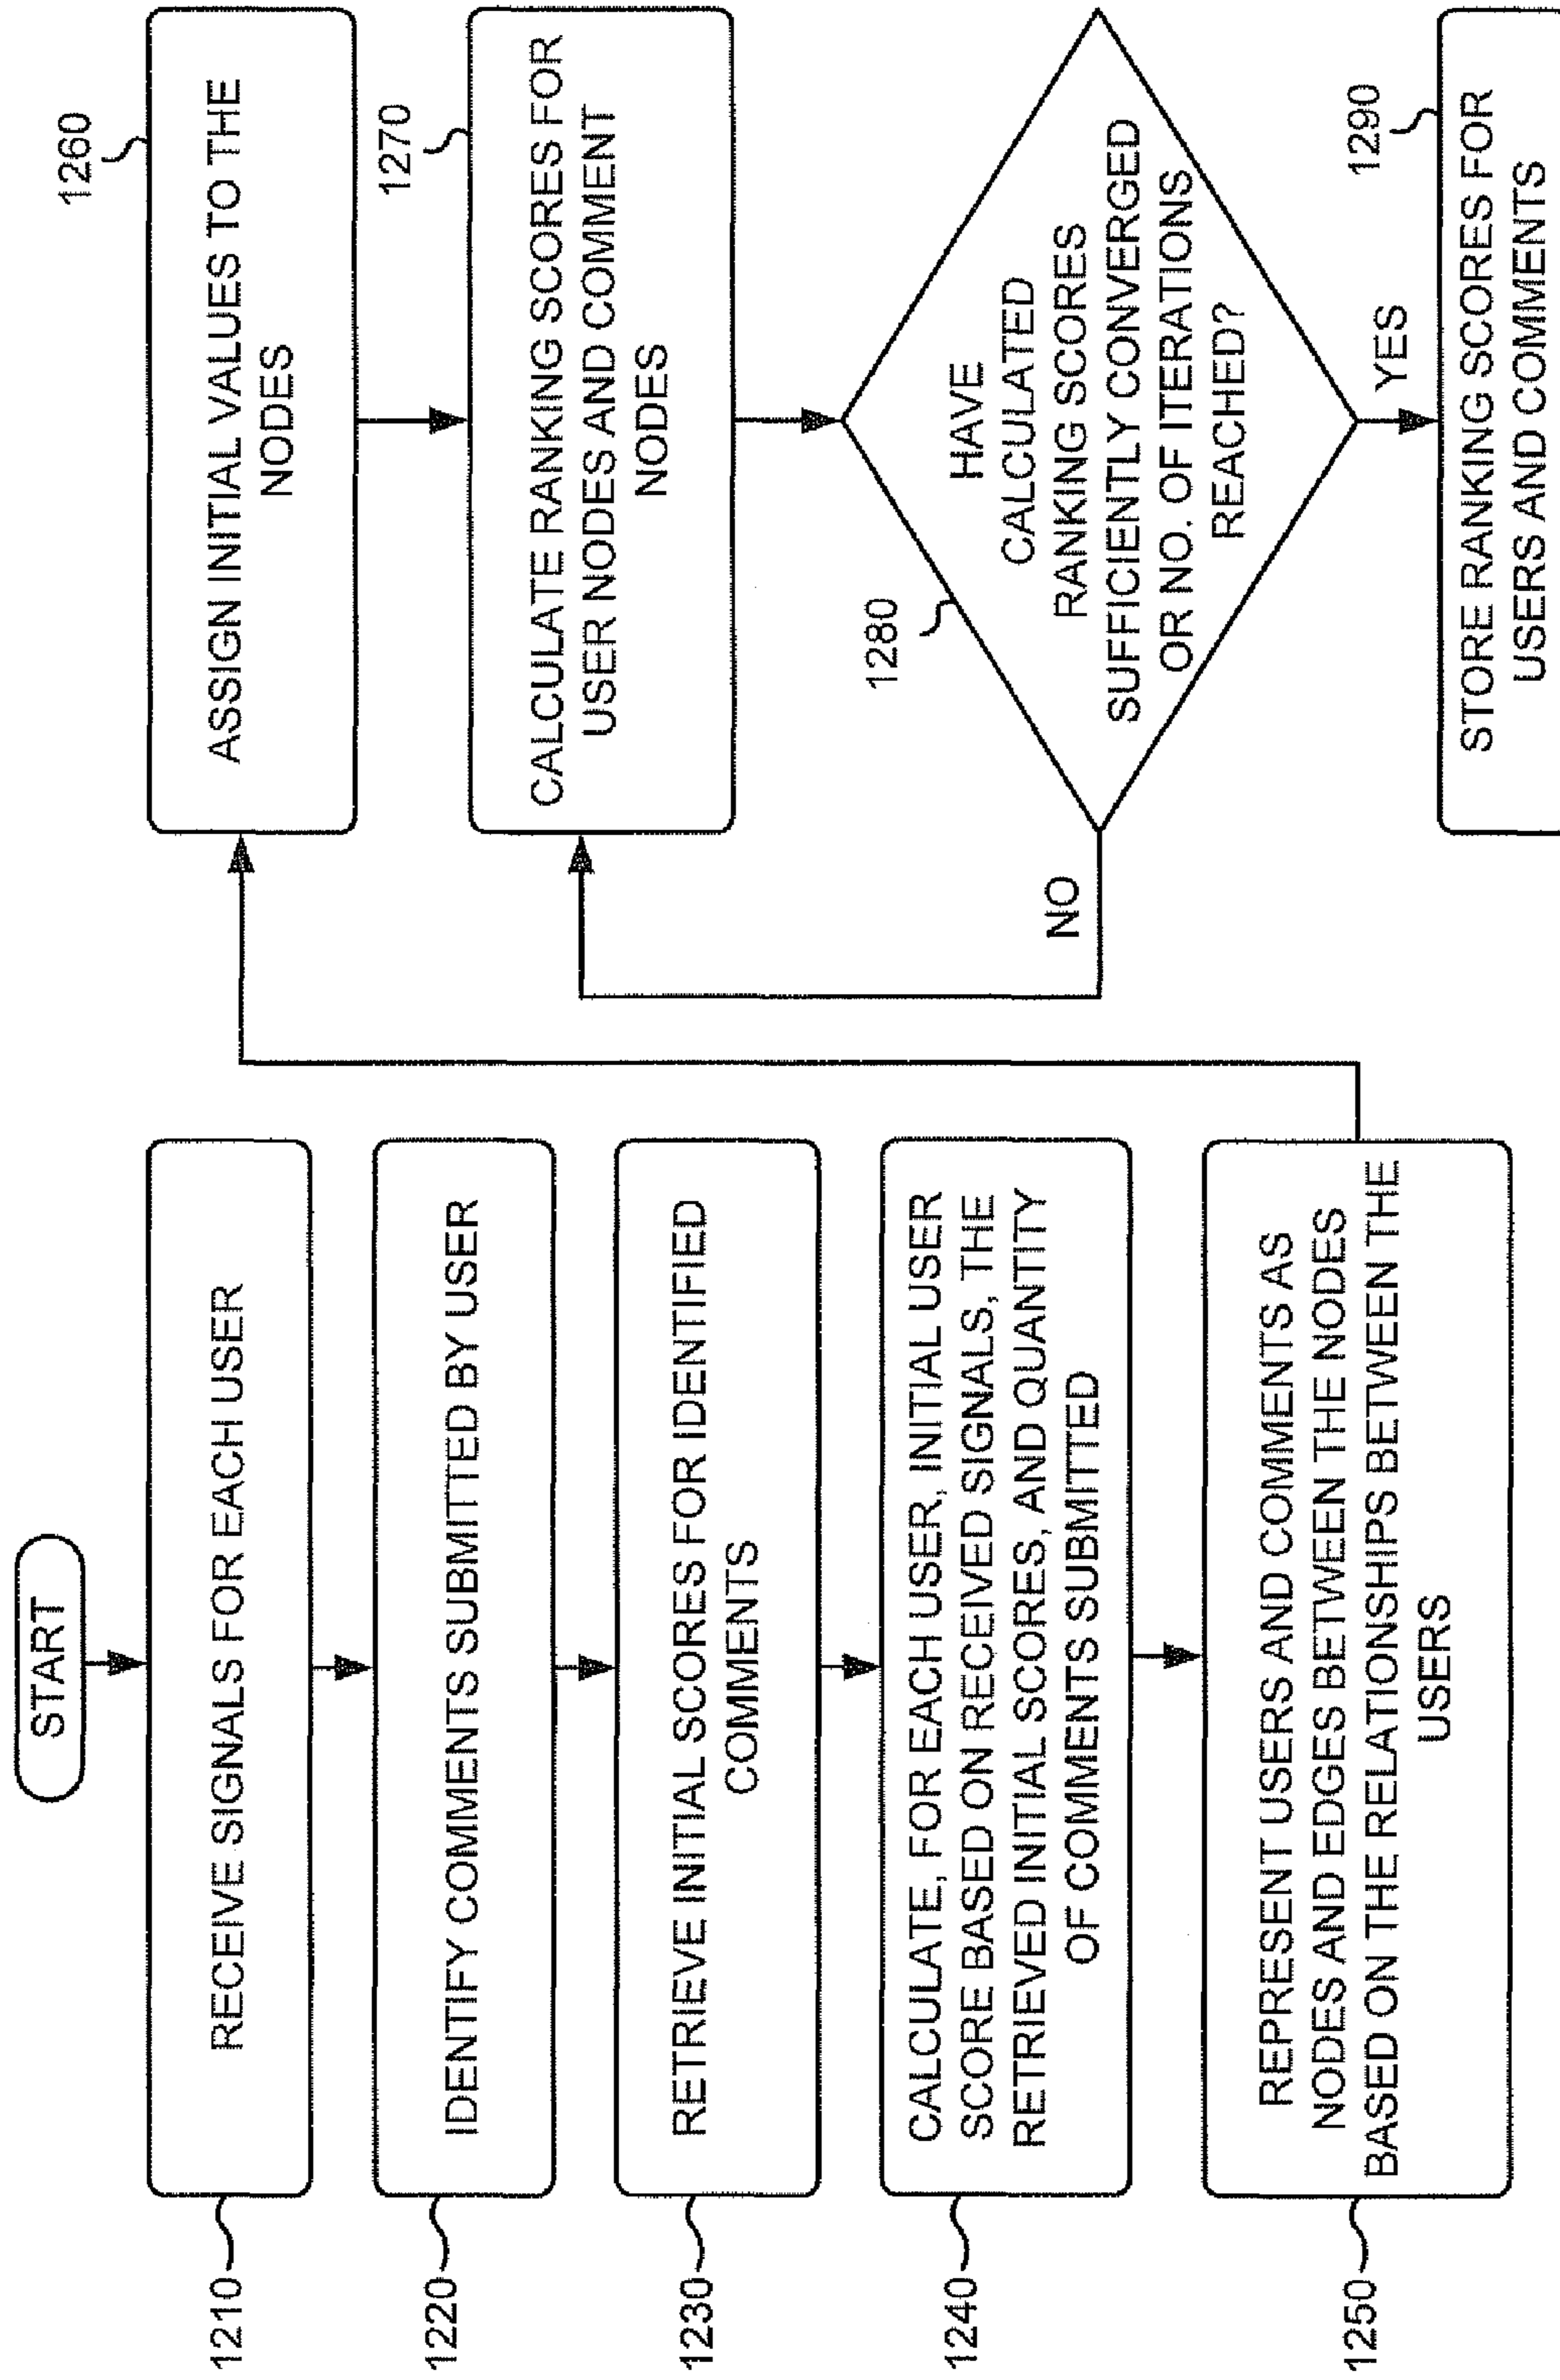 START
1210
RECEIVE SIGNALS FOR EACH USER
1220
IDENTIFY COMMENTS SUBMITTED BY USER
1230
RETRIEVE INITIAL SCORES FOR IDENTIFIED
COMMENTS
1240
CALCULATE, FOR EACH USER, INITIAL USER
SCORE BASED ON RECEIVED SIGNALS, THE
RETRIEVED INITIAL SCORES, AND QUANTITY
OF COMMENTS SUBMITTED
1250
REPRESENT USERS AND COMMENTS AS
NODES AND EDGES BETWEEN THE NODES
BASED ON THE RELATIONSHIPS BETWEEN THE
USERS
1260
ASSIGN INITIAL VALUES TO THE
NODES
1270
CALCULATE RANKING SCORES FOR
USER NODES AND COMMENT
NODES
1280
HAVE
CALCULATED
RANKING SCORES
SUFFICIENTLY CONVERGED
OR NO. OF ITERATIONS
REACHED?
NO
YES
1290
STORE RANKING SCORES FOR
USERS AND COMMENTS